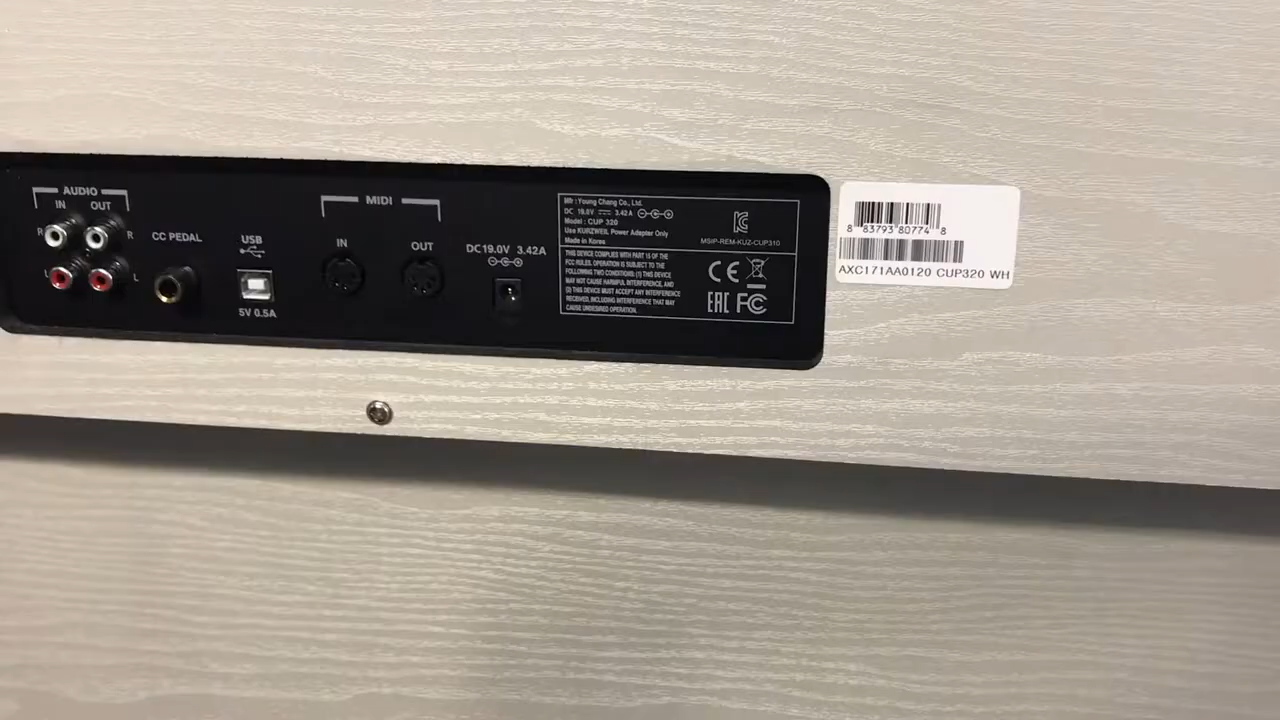 AUDIO
IN OUT
R R
L L
CC PEDAL
USB
5V 0.5A
MIDI
IN OUT
DC19.0V 3.42A
Mfr : Young Chang Co., Ltd.
DC 19.0V 3.42 A
Model : CUP 320
Use KURZWEIL Power Adapter Only
Made in Korea
MSIP-REM-KUZ-CUP310
THIS DEVICE COMPLIES WITH PART 15 OF THE
FCC RULES. OPERATION IS SUBJECT TO THE
FOLLOWING TWO CONDITIONS: (1) THIS DEVICE
MAY NOT CAUSE HARMFUL INTERFERENCE, AND
(2) THIS DEVICE MUST ACCEPT ANY INTERFERENCE
RECEIVED, INCLUDING INTERFERENCE THAT MAY
CAUSE UNDESIRED OPERATION.
CE
EAC FC
8 83793 80774 8
AXC171AA0120 CUP320 WH